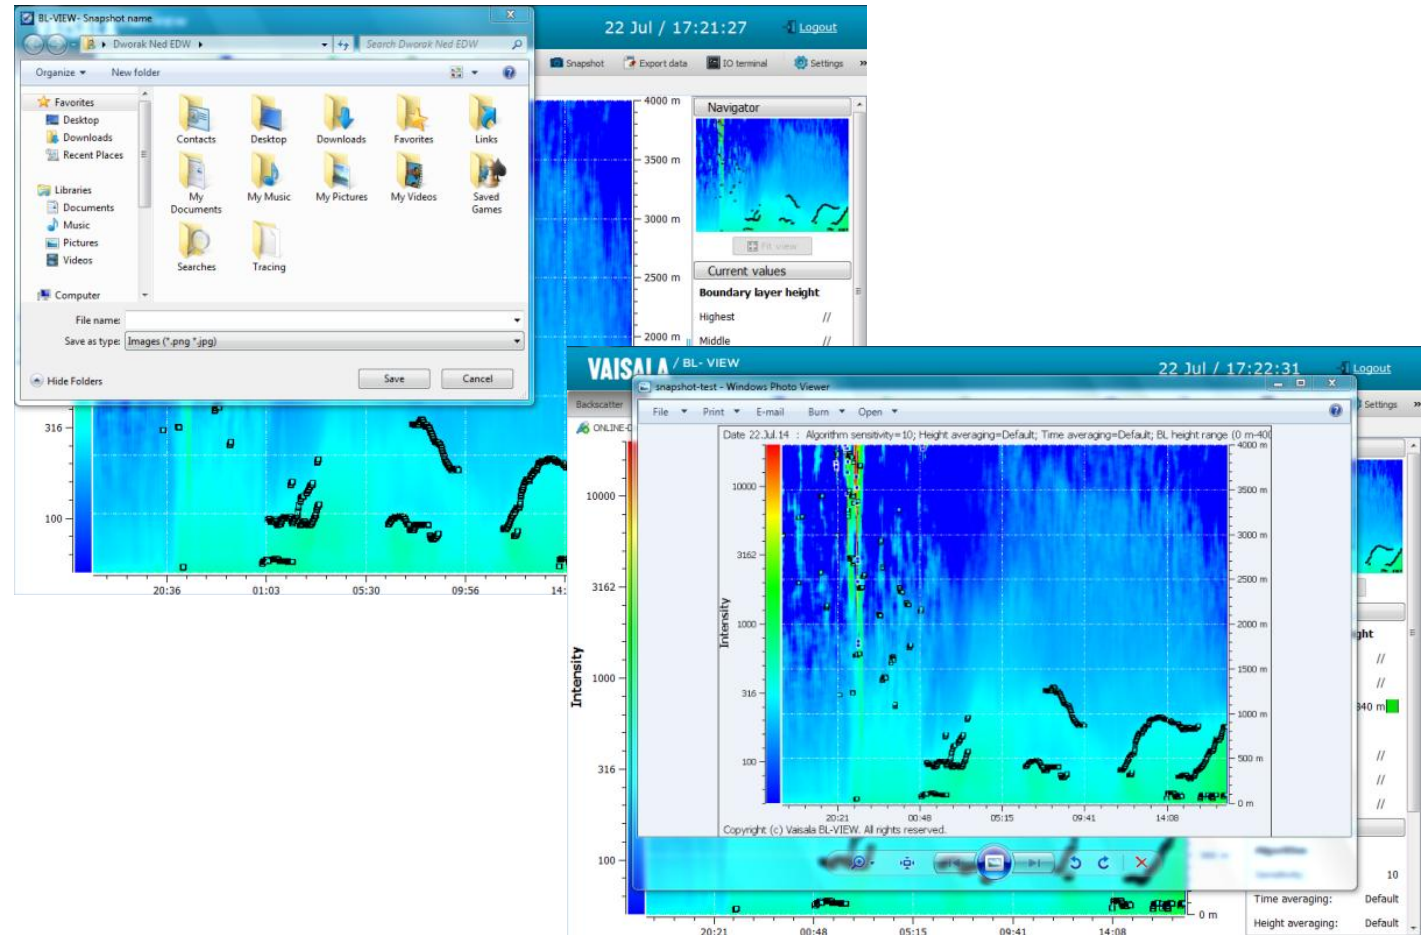 BL-VIEW- Snapshot name
Dworak Ned EDW
Search Dworak Ned EDW
Organize
New folder
Favorites
Desktop
Downloads
Recent Places
Libraries
Documents
Music
Pictures
Videos
Computer
Contacts
Desktop
Downloads
Favorites
Links
My Documents
My Music
My Pictures
My Videos
Saved Games
Searches
Tracing
File name:
Save as type: Images (*.png *.jpg)
Hide Folders
Save
Cancel
22 Jul / 17:21:27
Logout
Snapshot
Export data
IO terminal
Settings
»
4000 m
3500 m
3000 m
2500 m
2000 m
Navigator
Fit view
Current values
Boundary layer height
Highest //
Middle //
316
100
20:36
01:03
05:30
09:56
14:
VAISALA / BL- VIEW
22 Jul / 17:22:31
Logout
Backscatter
Settings
»
ONLINE-D
snapshot-test - Windows Photo Viewer
File
Print
E-mail
Burn
Open
Date 22.Jul.14 : Algorithm sensitivity=10; Height averaging=Default; Time averaging=Default; BL height range (0 m-400
10000
3162
1000
316
100
Intensity
4000 m
3500 m
3000 m
2500 m
2000 m
1500 m
1000 m
500 m
0 m
20:21
00:48
05:15
09:41
14:08
Copyright (c) Vaisala BL-VIEW. All rights reserved.
10000
3162
1000
316
100
Intensity
ght
//
//
340 m
//
//
//
10
Time averaging: Default
Height averaging: Default
0 m
20:21
00:48
05:15
09:41
14:08